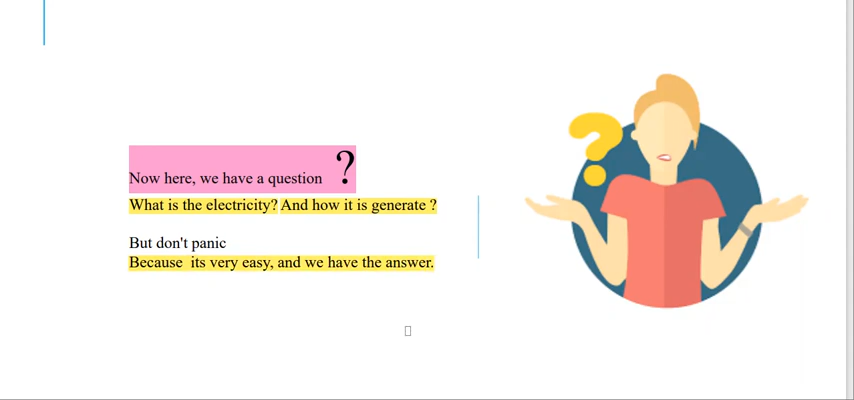 Now here, we have a question ?
What is the electricity? And how it is generate ?
But don't panic
Because its very easy, and we have the answer.